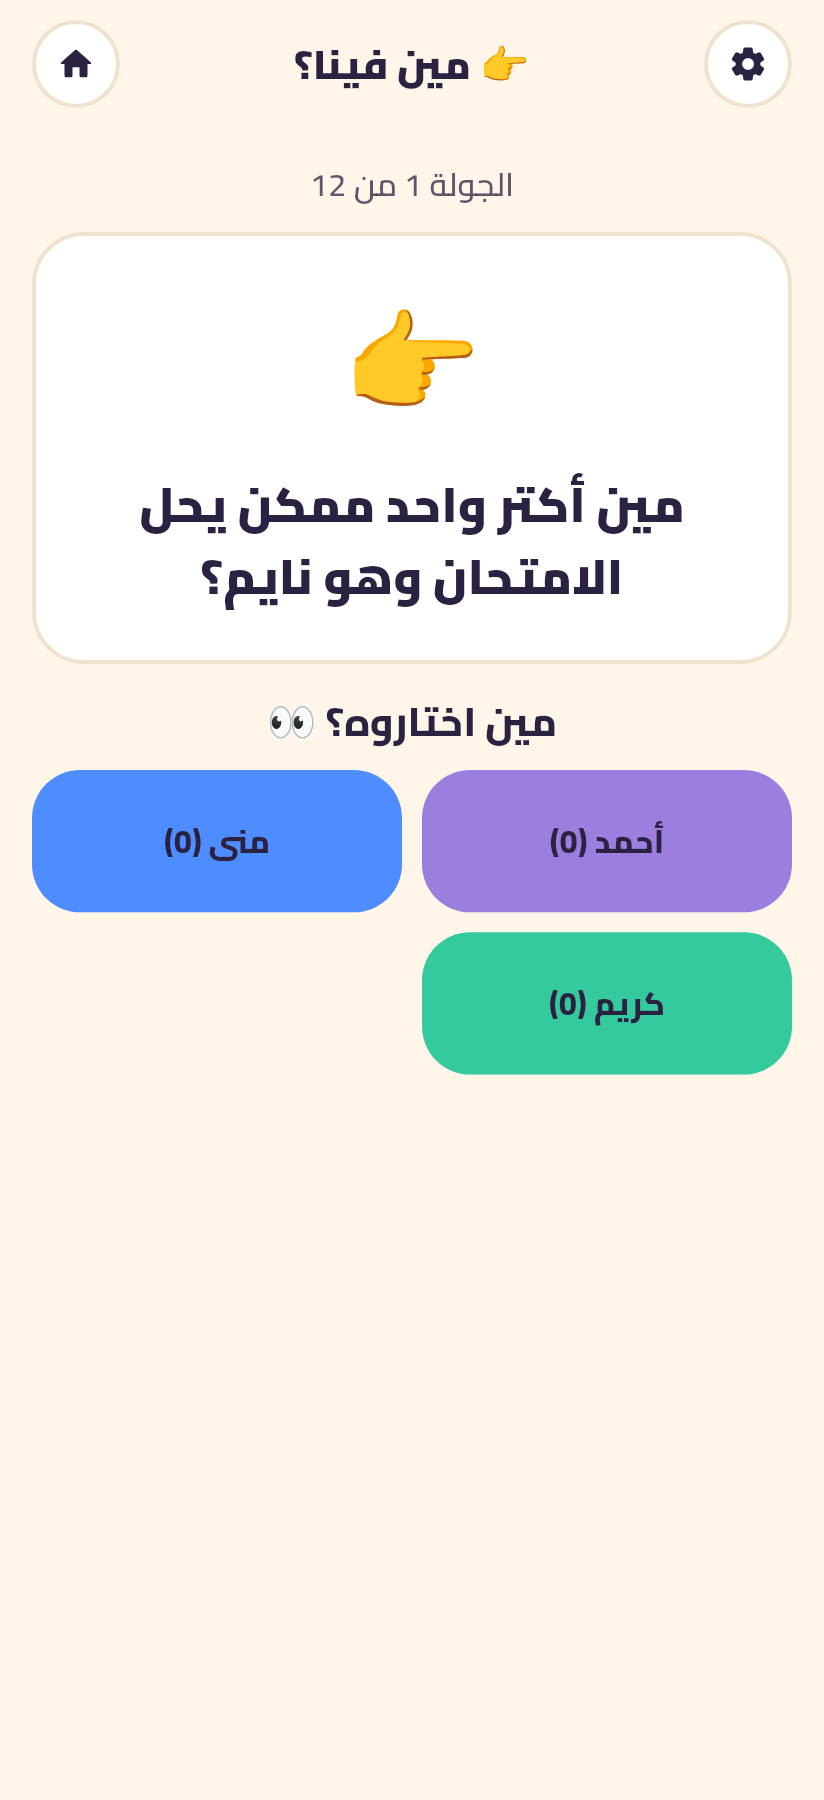 👉 مين فينا؟
الجولة 1 من 12
👉
مين أكتر واحد ممكن يحل
الامتحان وهو نايم؟
مين اختاروه؟ 👀
أحمد (0)
منى (0)
كريم (0)